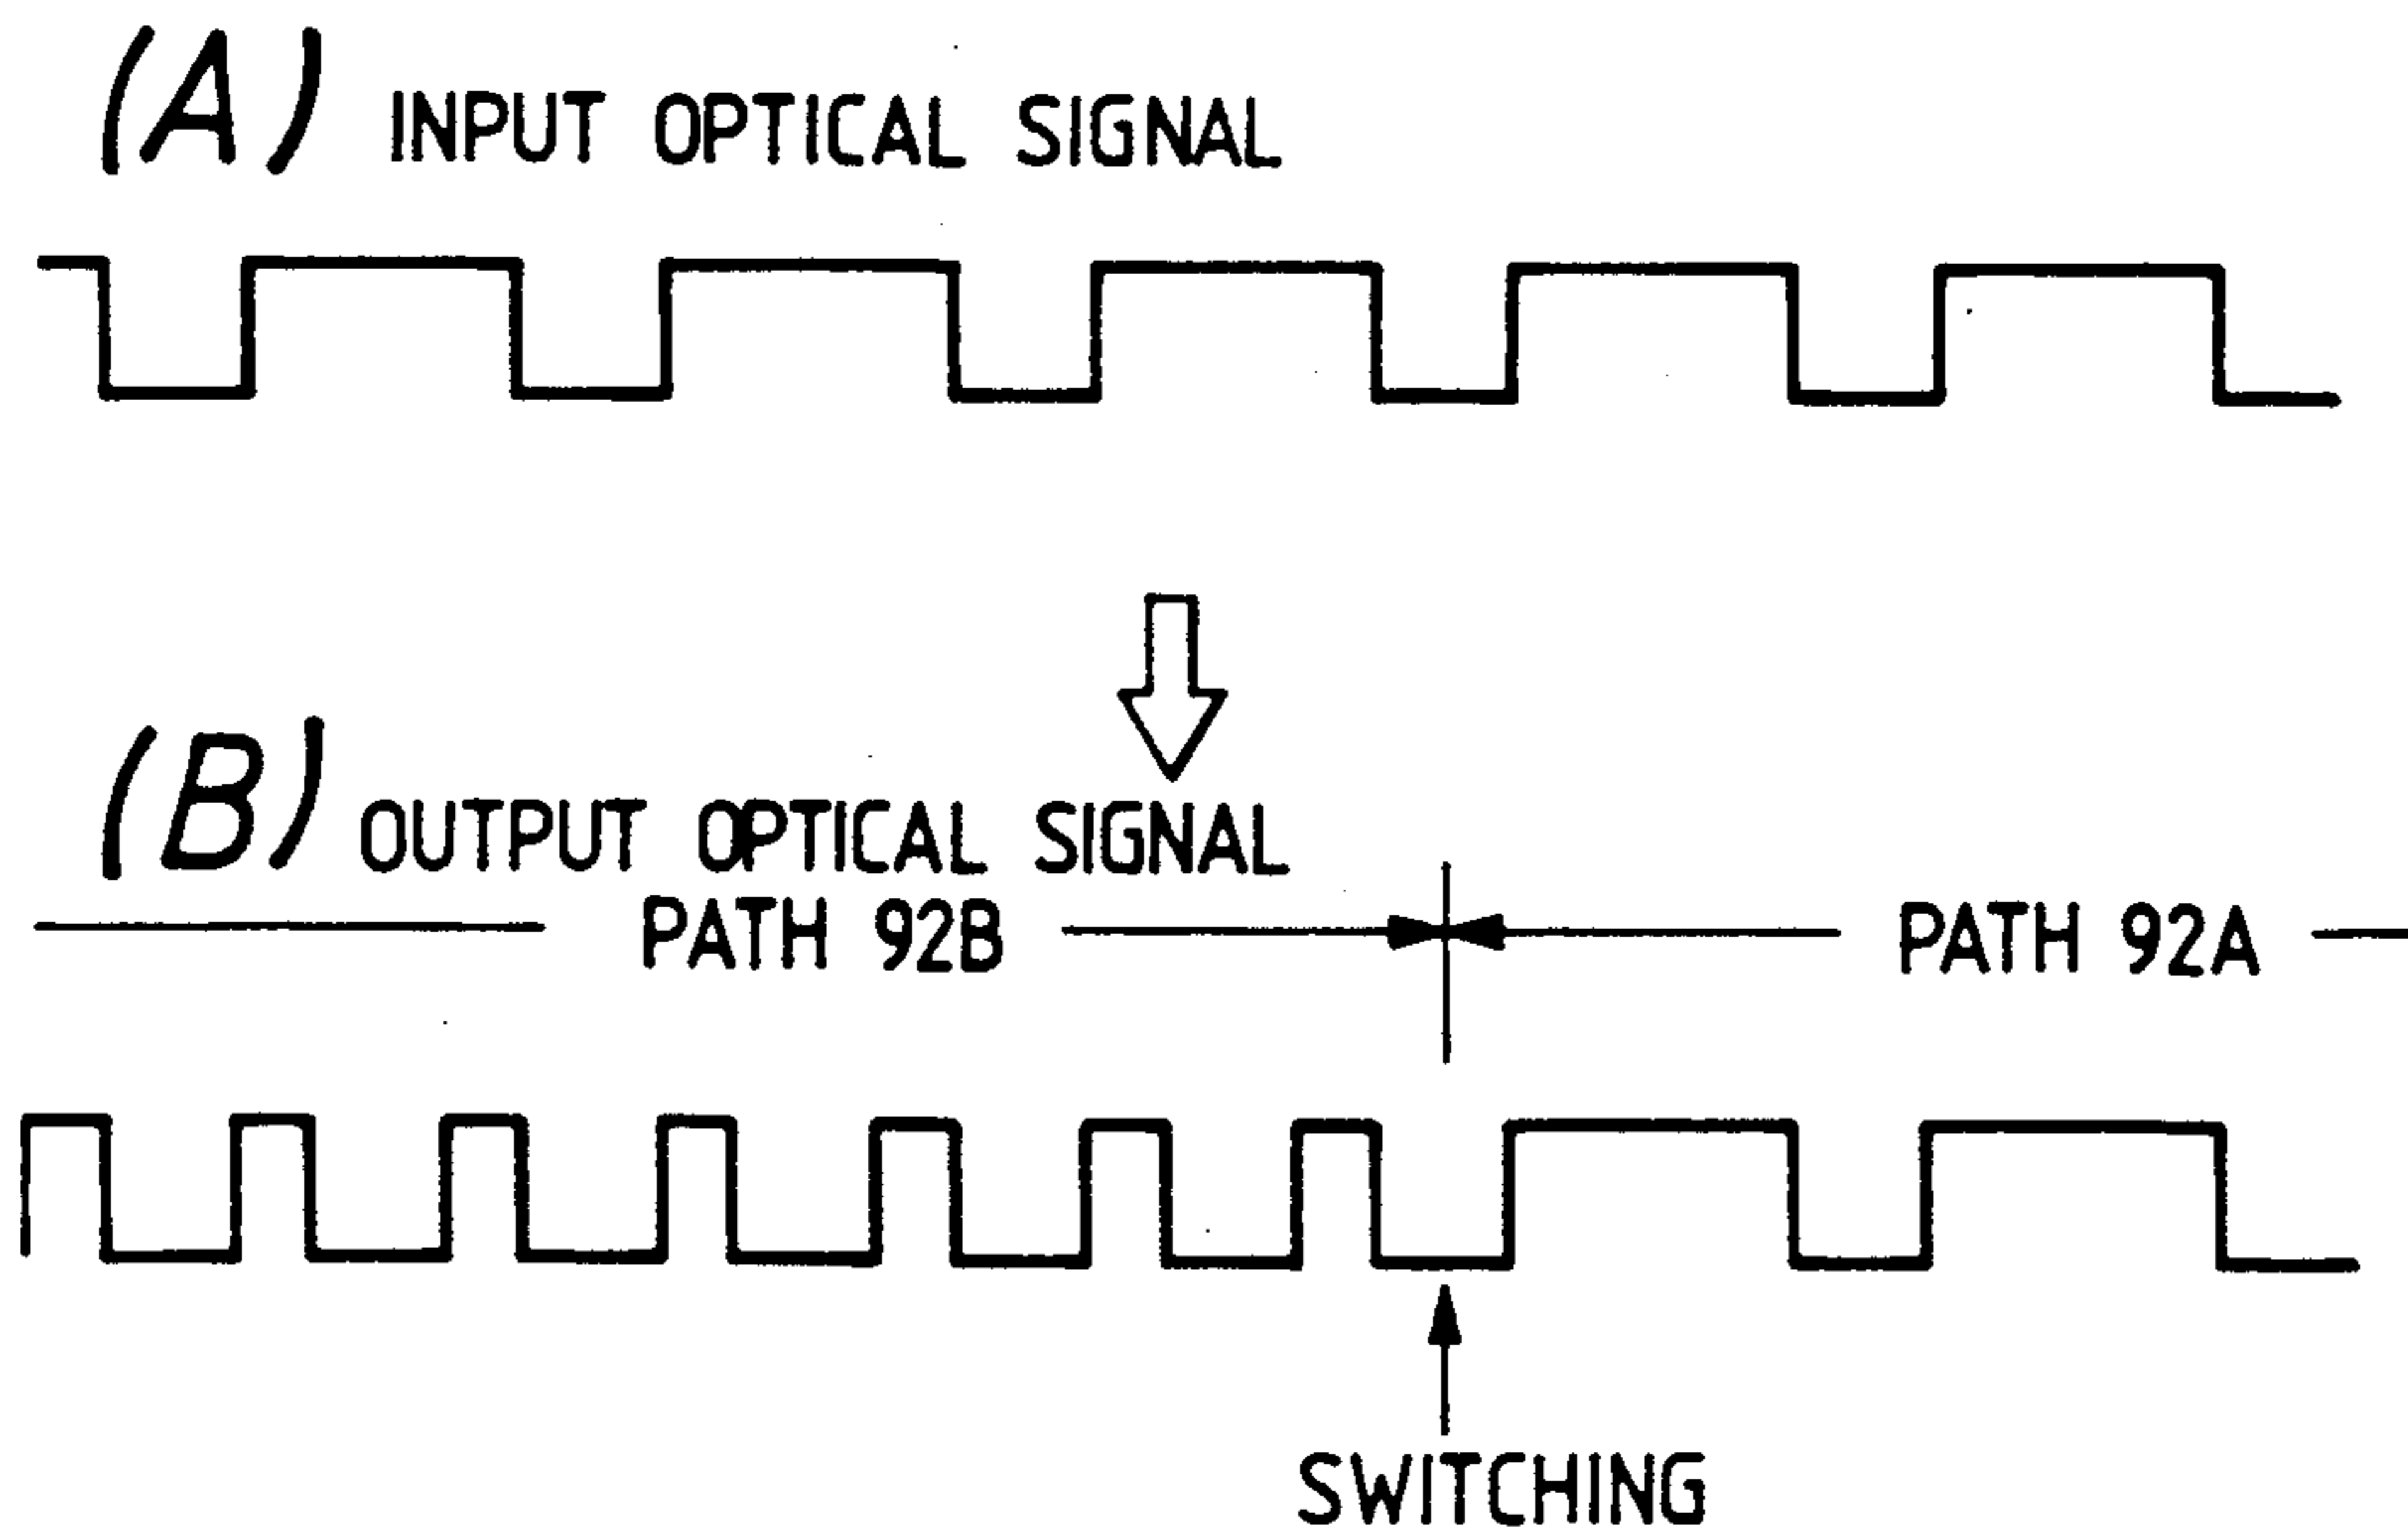 (A) INPUT OPTICAL SIGNAL
(B) OUTPUT OPTICAL SIGNAL
PATH 92B PATH 92A
SWITCHING